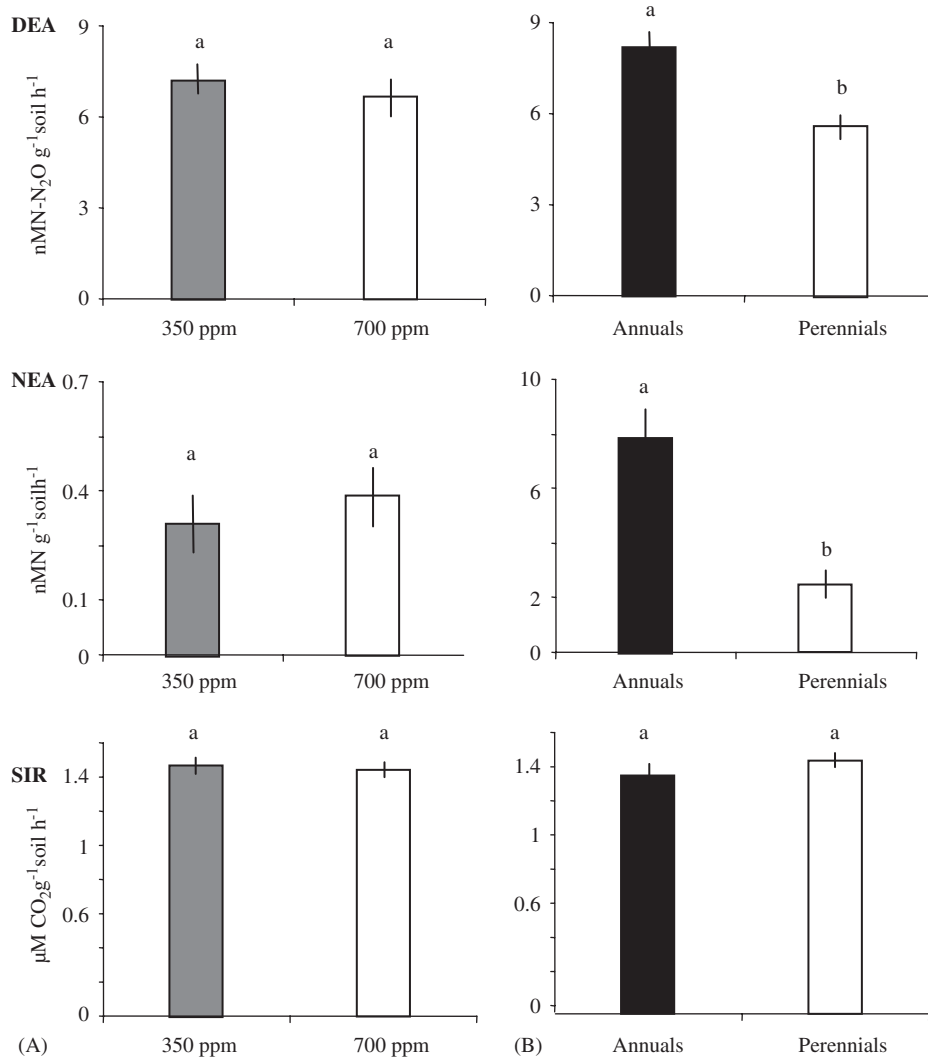 DEA
nMN-N₂O g⁻¹soil h⁻¹
9
6
3
0
a
a
350 ppm
700 ppm
9
6
3
0
a
b
Annuals
Perennials
NEA
nMN g⁻¹soilh⁻¹
0.7
0.4
0.1
0
a
a
350 ppm
700 ppm
10
6
2
0
a
b
Annuals
Perennials
SIR
µM CO₂g⁻¹soil h⁻¹
1.4
1
0.6
0
a
a
350 ppm
700 ppm
(A)
1.4
1
0.6
0
a
a
Annuals
Perennials
(B)